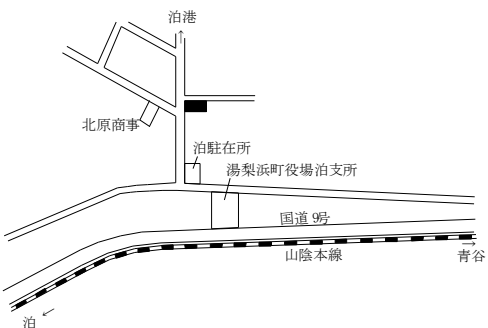 泊港
北原商事
泊駐在所
湯梨浜町役場泊支所
国道9号
山陰本線
青谷
泊